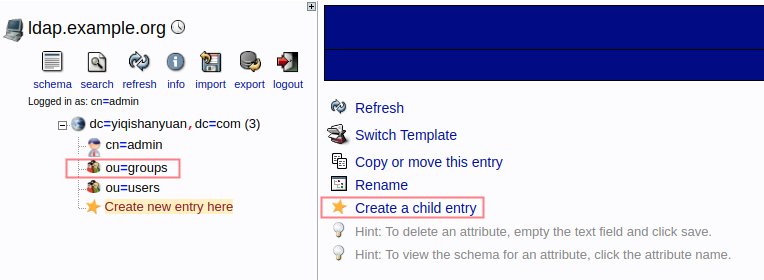 ldap.example.org
schema search refresh info import export logout
Logged in as: cn=admin
dc=yiqishanyuan,dc=com (3)
cn=admin
ou=groups
ou=users
Create new entry here
Refresh
Switch Template
Copy or move this entry
Rename
Create a child entry
Hint: To delete an attribute, empty the text field and click save.
Hint: To view the schema for an attribute, click the attribute name.